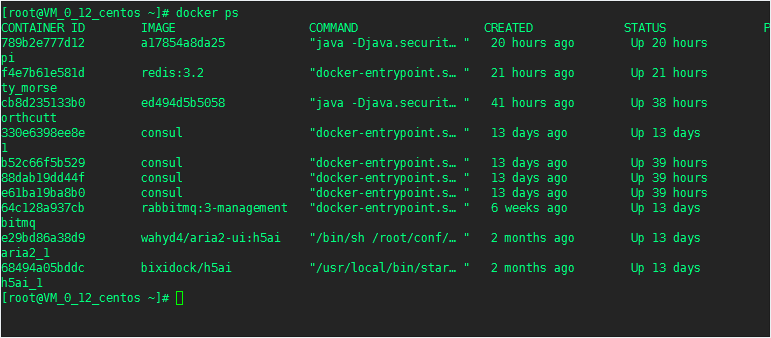 [root@VM_0_12_centos ~]# docker ps
CONTAINER ID        IMAGE                   COMMAND                  CREATED             STATUS              P
789b2e777d12        a17854a8da25            "java -Djava.securit… "   20 hours ago        Up 20 hours
pi
f4e7b61e581d        redis:3.2               "docker-entrypoint.s… "   21 hours ago        Up 21 hours
ty_morse
cb8d235133b0        ed494d5b5058            "java -Djava.securit… "   41 hours ago        Up 38 hours
orthcutt
330e6398ee8e        consul                  "docker-entrypoint.s… "   13 days ago         Up 13 days
1
b52c66f5b529        consul                  "docker-entrypoint.s… "   13 days ago         Up 39 hours
88dab19dd44f        consul                  "docker-entrypoint.s… "   13 days ago         Up 39 hours
e61ba19ba8b0        consul                  "docker-entrypoint.s… "   13 days ago         Up 39 hours
64c128a937cb        rabbitmq:3-management   "docker-entrypoint.s… "   6 weeks ago         Up 13 days
bitmq
e29bd86a38d9        wahyd4/aria2-ui:h5ai    "/bin/sh /root/conf/… "   2 months ago        Up 13 days
aria2_1
68494a05bddc        bixidock/h5ai           "/usr/local/bin/star… "   2 months ago        Up 13 days
h5ai_1
[root@VM_0_12_centos ~]#